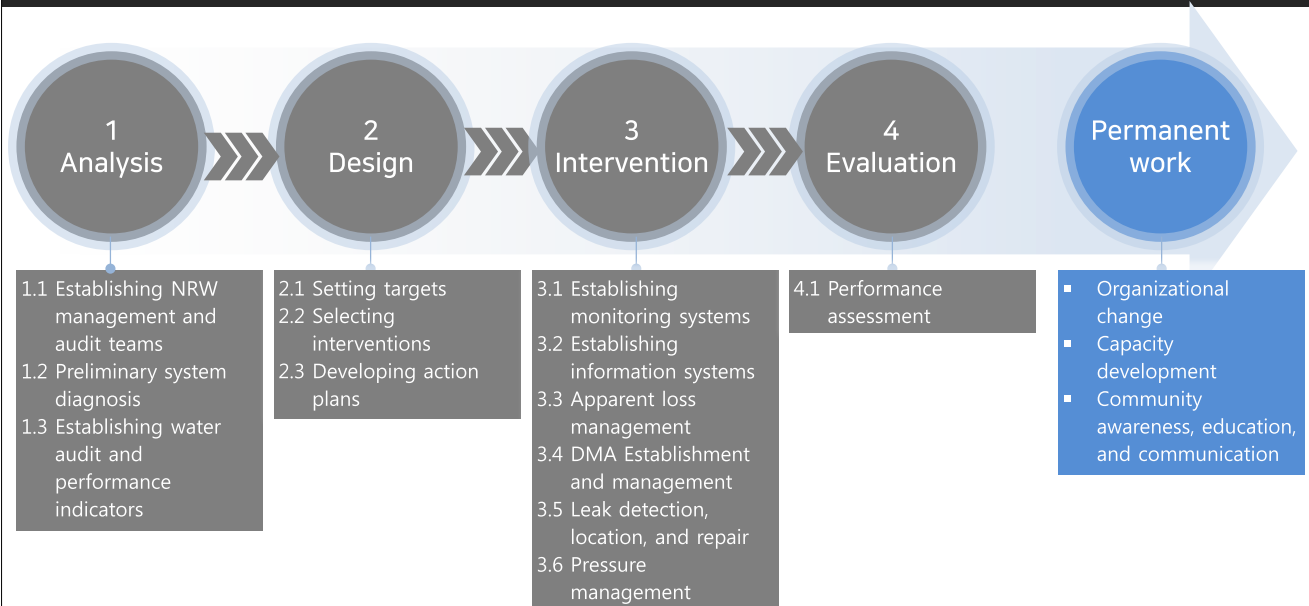 1
Analysis
2
Design
3
Intervention
4
Evaluation
Permanent
work
1.1 Establishing NRW
management and
audit teams
1.2 Preliminary system
diagnosis
1.3 Establishing water
audit and
performance
indicators
2.1 Setting targets
2.2 Selecting
interventions
2.3 Developing action
plans
3.1 Establishing
monitoring systems
3.2 Establishing
information systems
3.3 Apparent loss
management
3.4 DMA Establishment
and management
3.5 Leak detection,
location, and repair
3.6 Pressure
management
4.1 Performance
assessment
▪ Organizational
change
▪ Capacity
development
▪ Community
awareness, education,
and communication